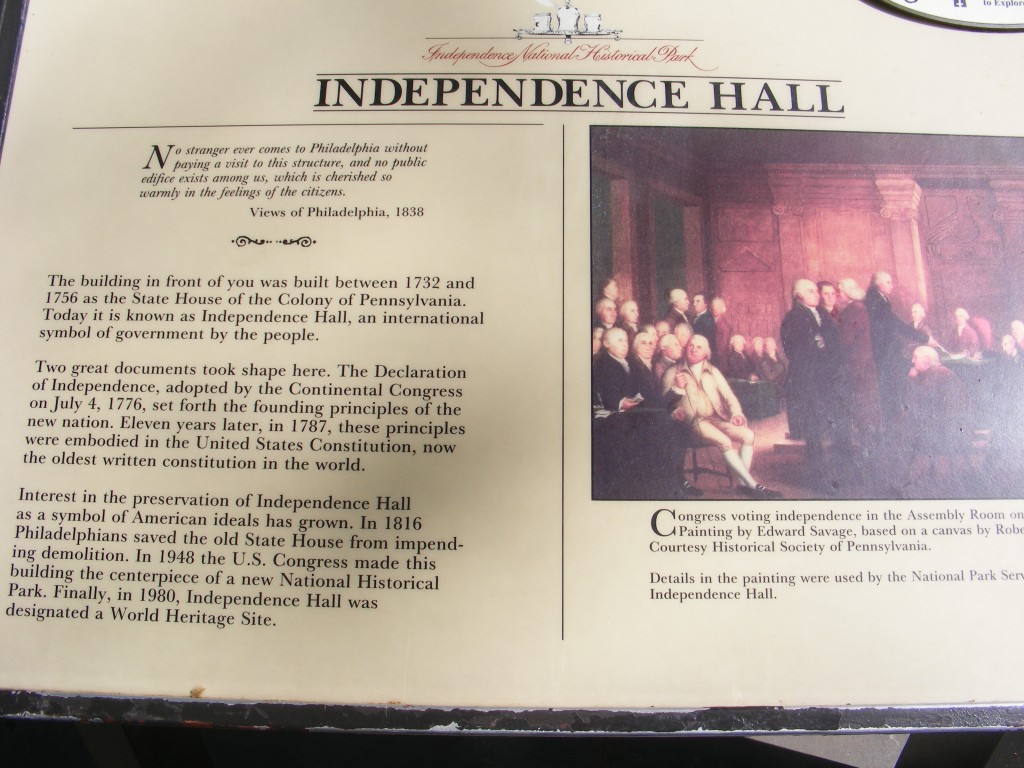 to Explore
Independence National Historical Park
INDEPENDENCE HALL
No stranger ever comes to Philadelphia without
paying a visit to this structure, and no public
edifice exists among us, which is cherished so
warmly in the feelings of the citizens.
Views of Philadelphia, 1838
The building in front of you was built between 1732 and
1756 as the State House of the Colony of Pennsylvania.
Today it is known as Independence Hall, an international
symbol of government by the people.
Two great documents took shape here. The Declaration
of Independence, adopted by the Continental Congress
on July 4, 1776, set forth the founding principles of the
new nation. Eleven years later, in 1787, these principles
were embodied in the United States Constitution, now
the oldest written constitution in the world.
Interest in the preservation of Independence Hall
as a symbol of American ideals has grown. In 1816
Philadelphians saved the old State House from impend-
ing demolition. In 1948 the U.S. Congress made this
building the centerpiece of a new National Historical
Park. Finally, in 1980, Independence Hall was
designated a World Heritage Site.
Congress voting independence in the Assembly Room on
Painting by Edward Savage, based on a canvas by Robe
Courtesy Historical Society of Pennsylvania.
Details in the painting were used by the National Park Serv
Independence Hall.